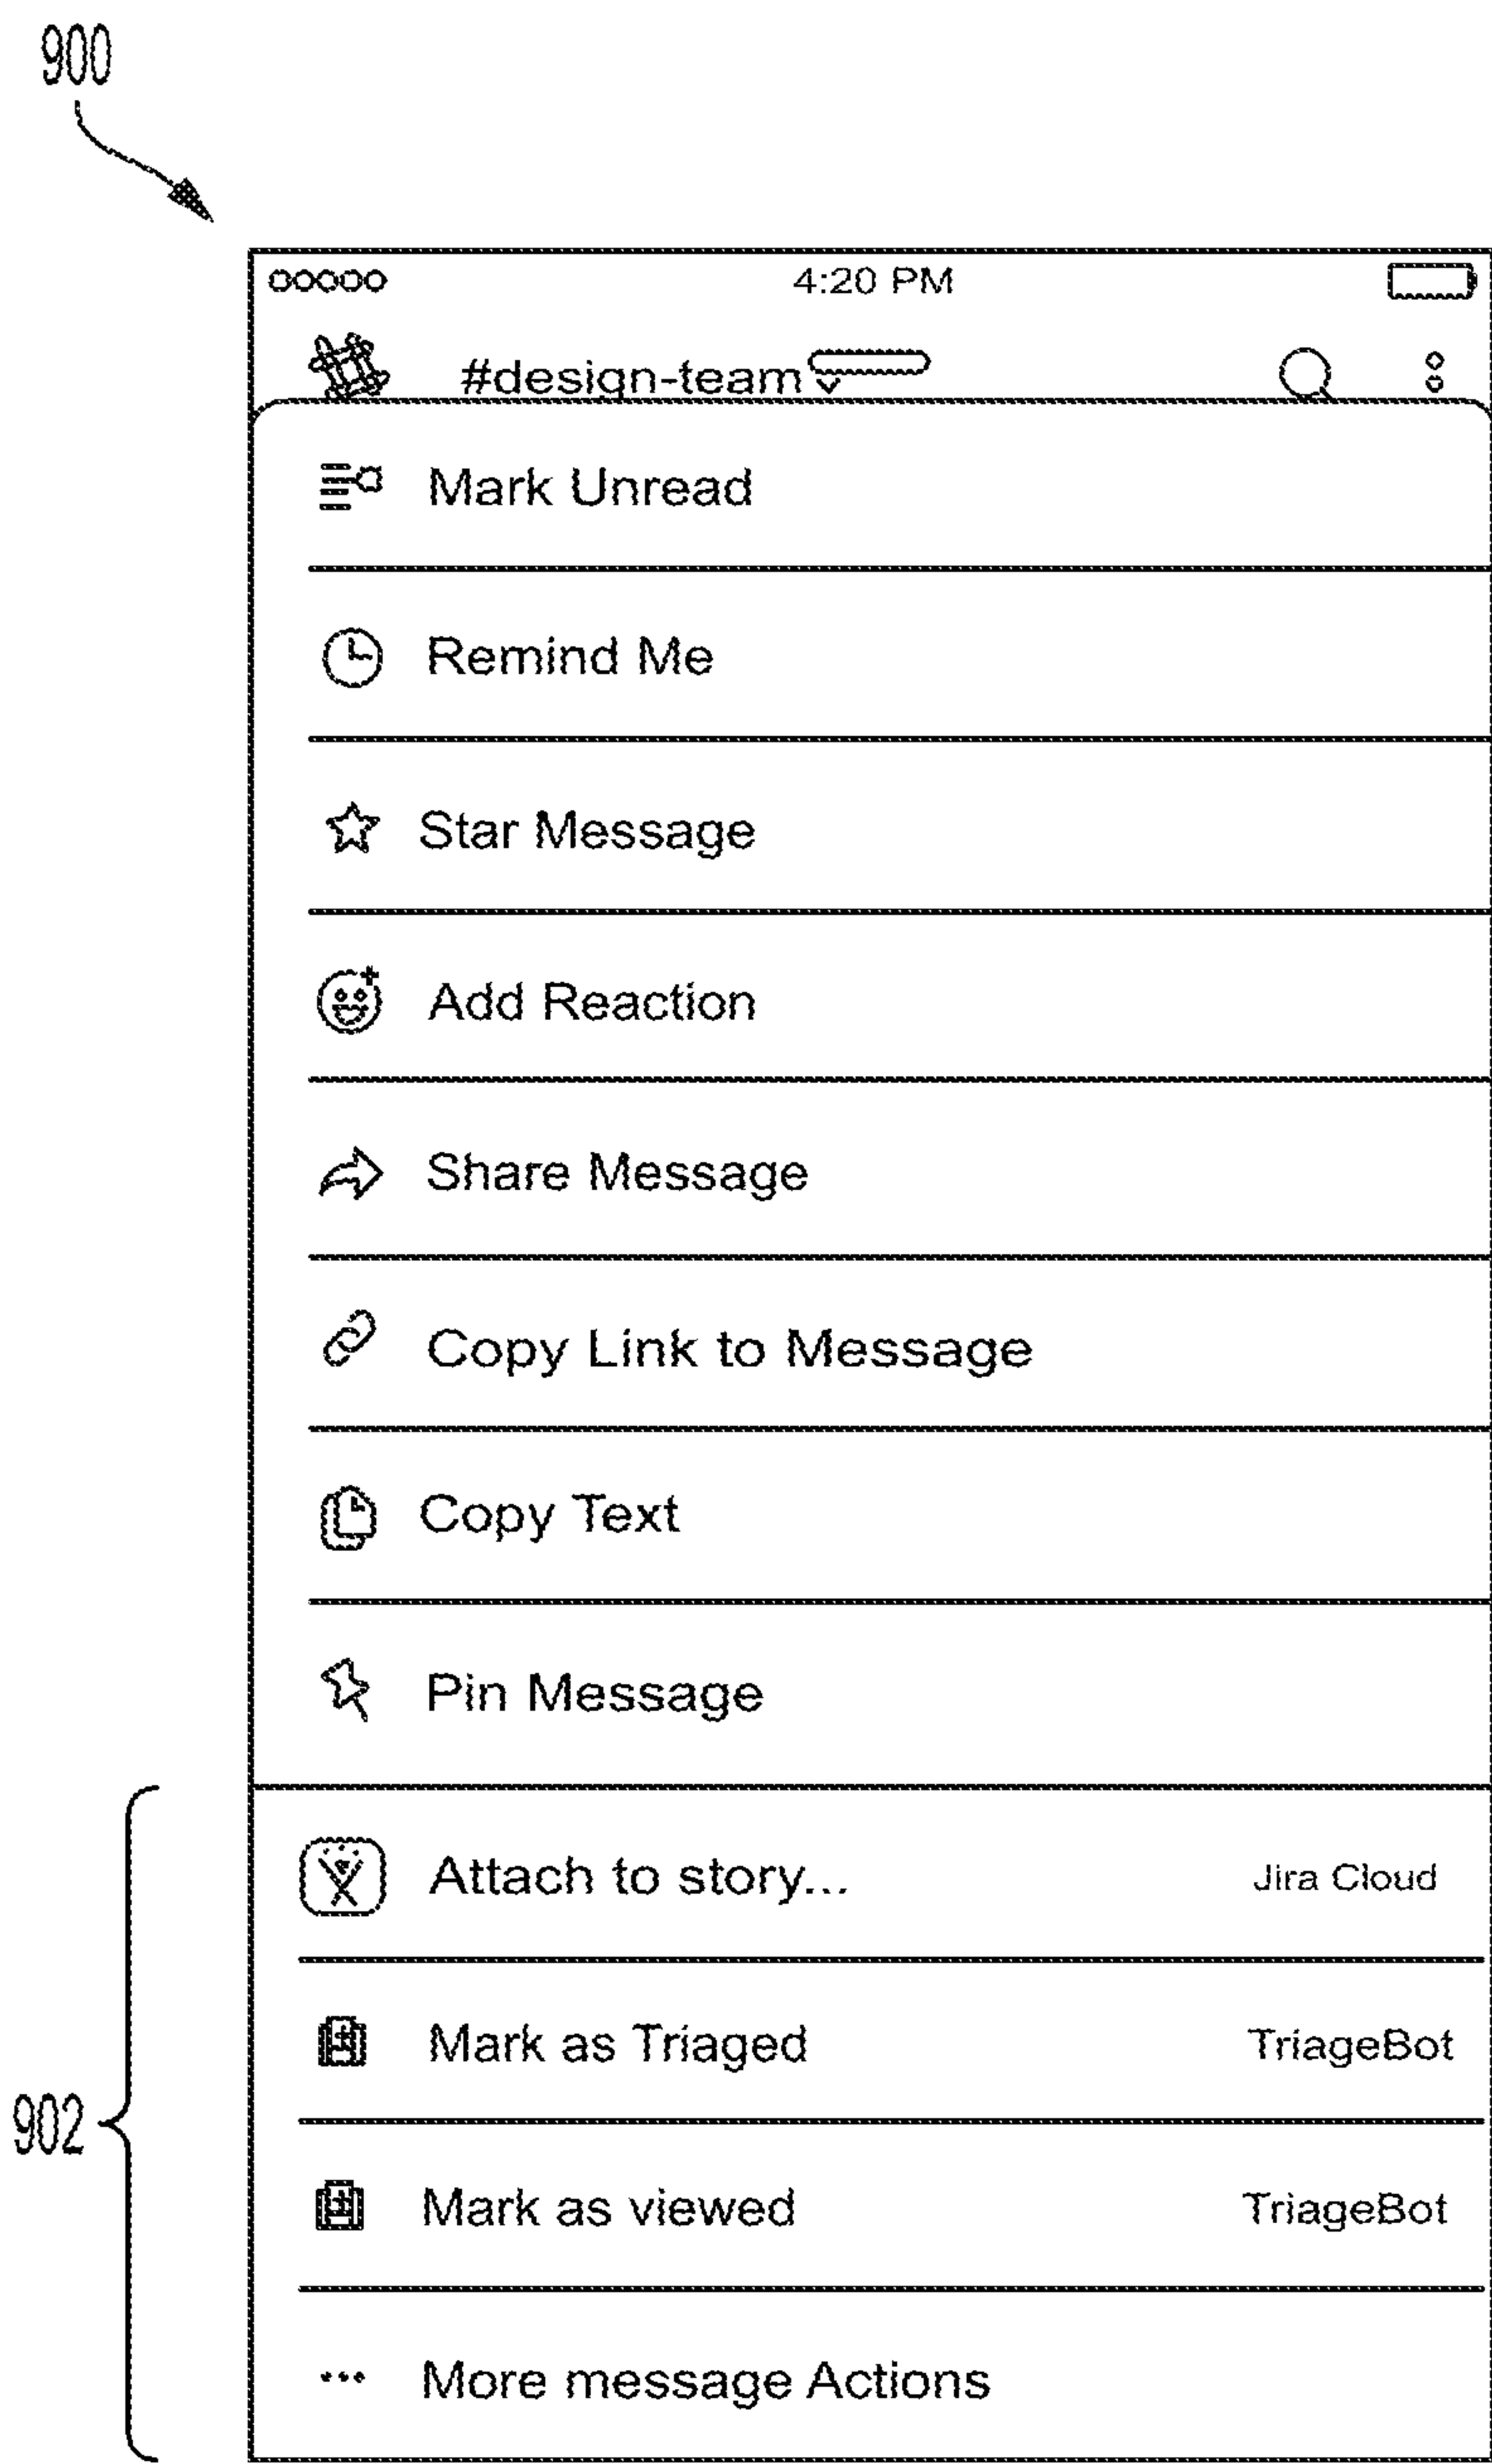 900
4:20 PM
#design-team
Mark Unread
Remind Me
Star Message
Add Reaction
Share Message
Copy Link to Message
Copy Text
Pin Message
902
Attach to story... Jira Cloud
Mark as Triaged TriageBot
Mark as viewed TriageBot
... More message Actions